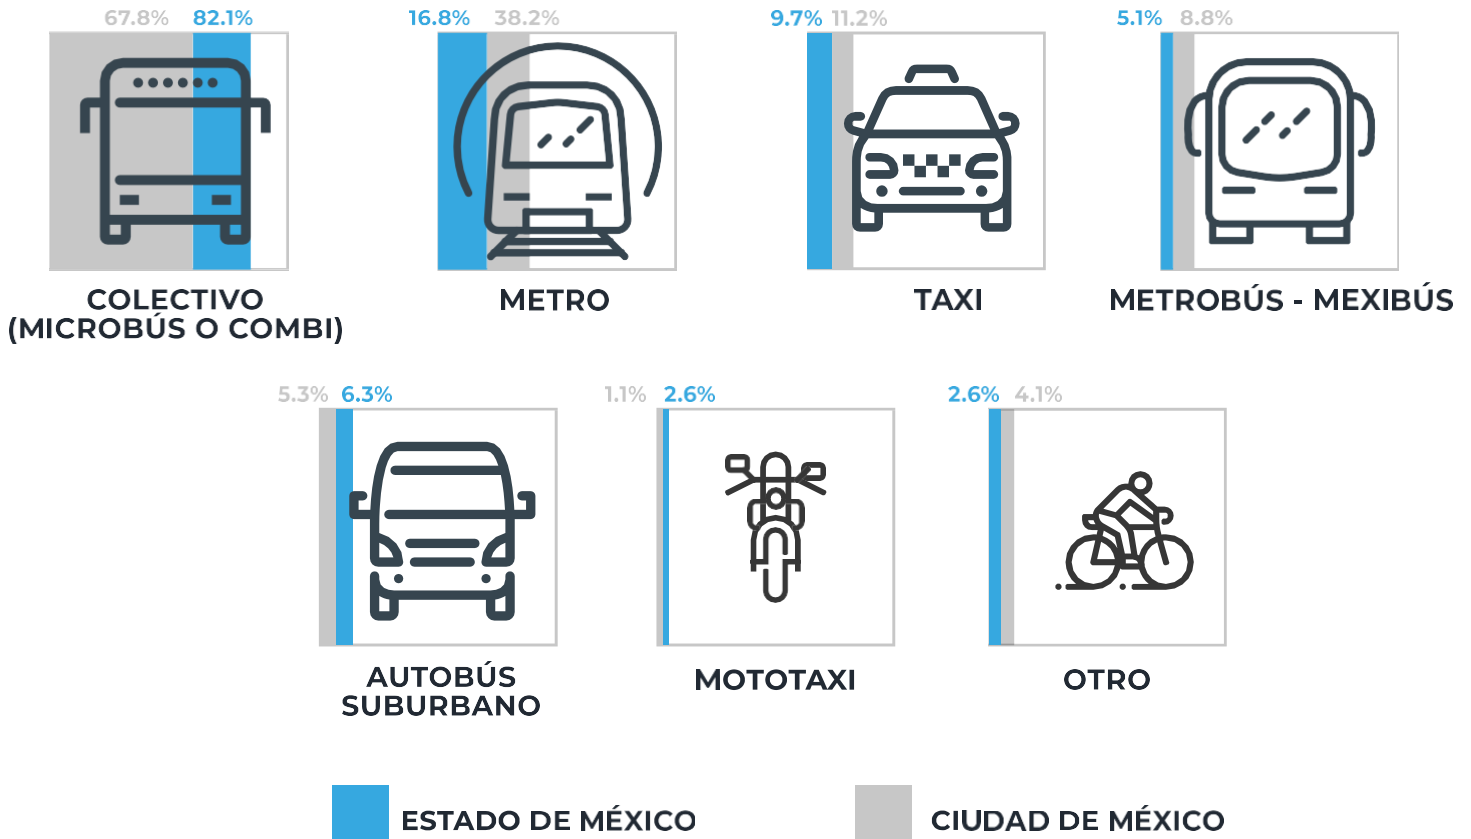 67.8% 82.1%
16.8% 38.2%
9.7% 11.2%
5.1% 8.8%
COLECTIVO
(MICROBÚS O COMBI)
METRO
TAXI
METROBÚS - MEXIBÚS
5.3% 6.3%
1.1% 2.6%
2.6% 4.1%
AUTOBÚS
SUBURBANO
MOTOTAXI
OTRO
ESTADO DE MÉXICO
CIUDAD DE MÉXICO